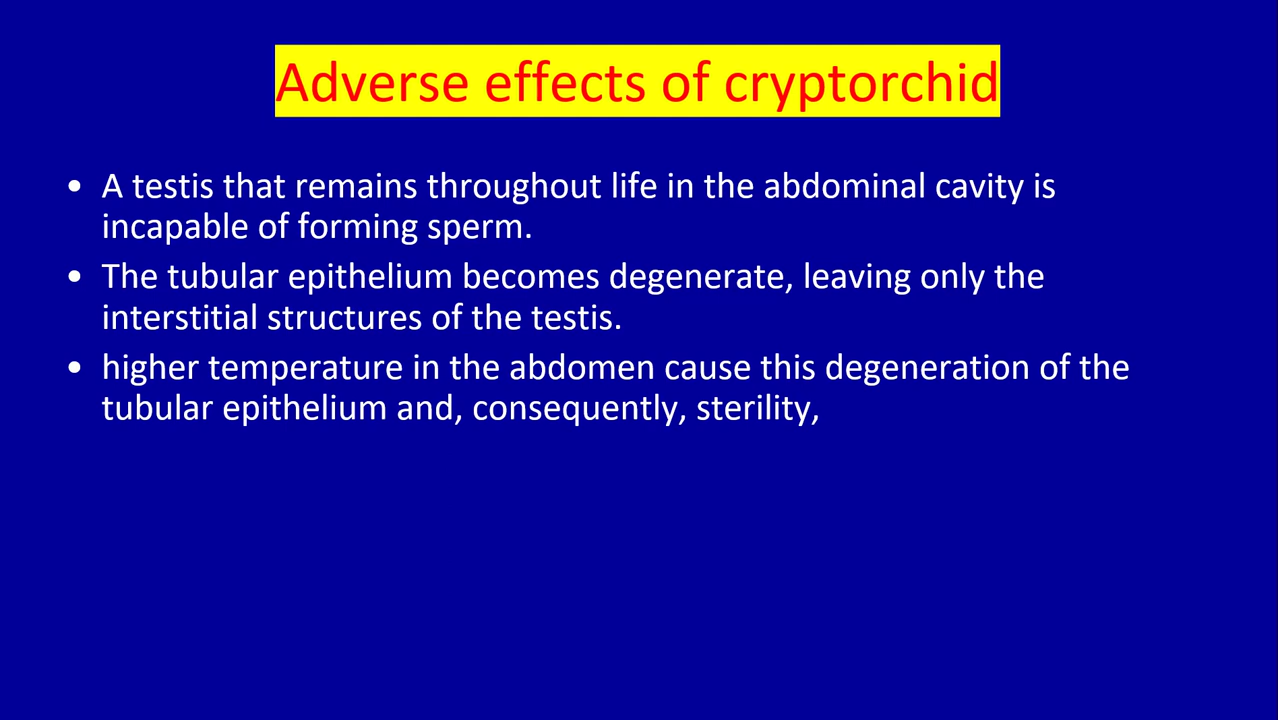 Adverse effects of cryptorchid
• A testis that remains throughout life in the abdominal cavity is
incapable of forming sperm.
• The tubular epithelium becomes degenerate, leaving only the
interstitial structures of the testis.
• higher temperature in the abdomen cause this degeneration of the
tubular epithelium and, consequently, sterility,